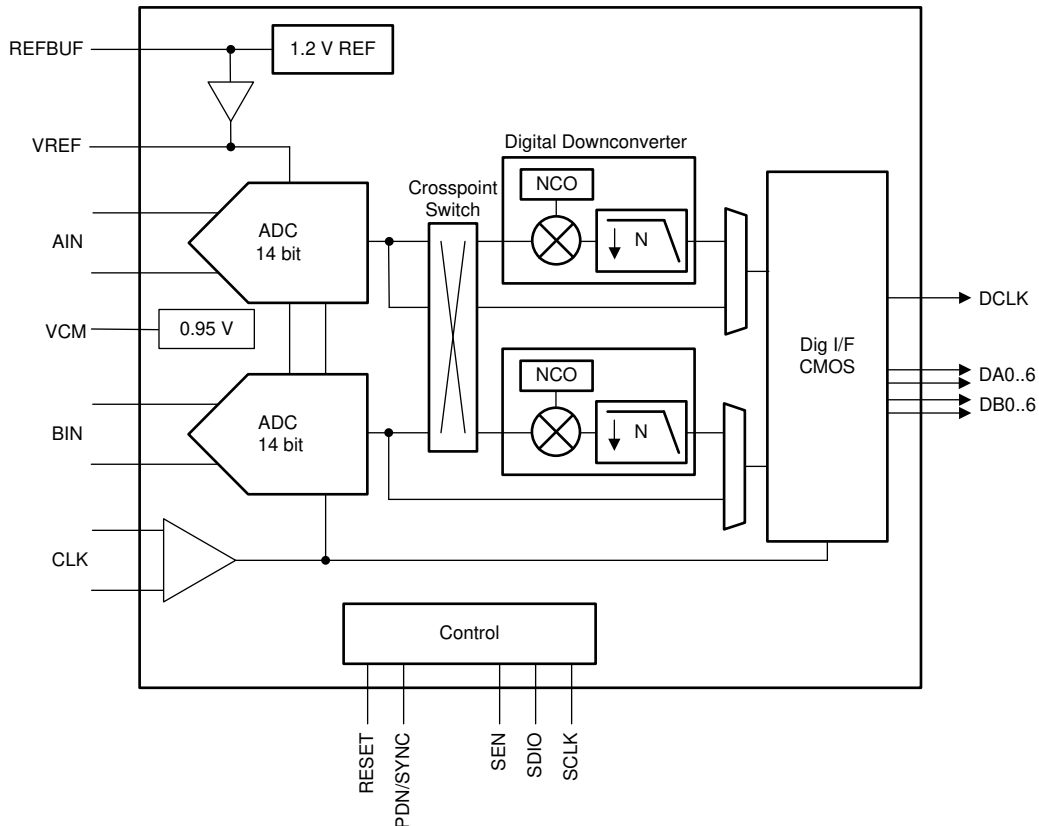 REFBUF
1.2 V REF
VREF
Digital Downconverter
NCO
Crosspoint
Switch
AIN
ADC
14 bit
N
DCLK
VCM
0.95 V
Dig I/F
CMOS
NCO
DA0..6
DB0..6
BIN
ADC
14 bit
N
CLK
Control
RESET
PDN/SYNC
SEN
SDIO
SCLK